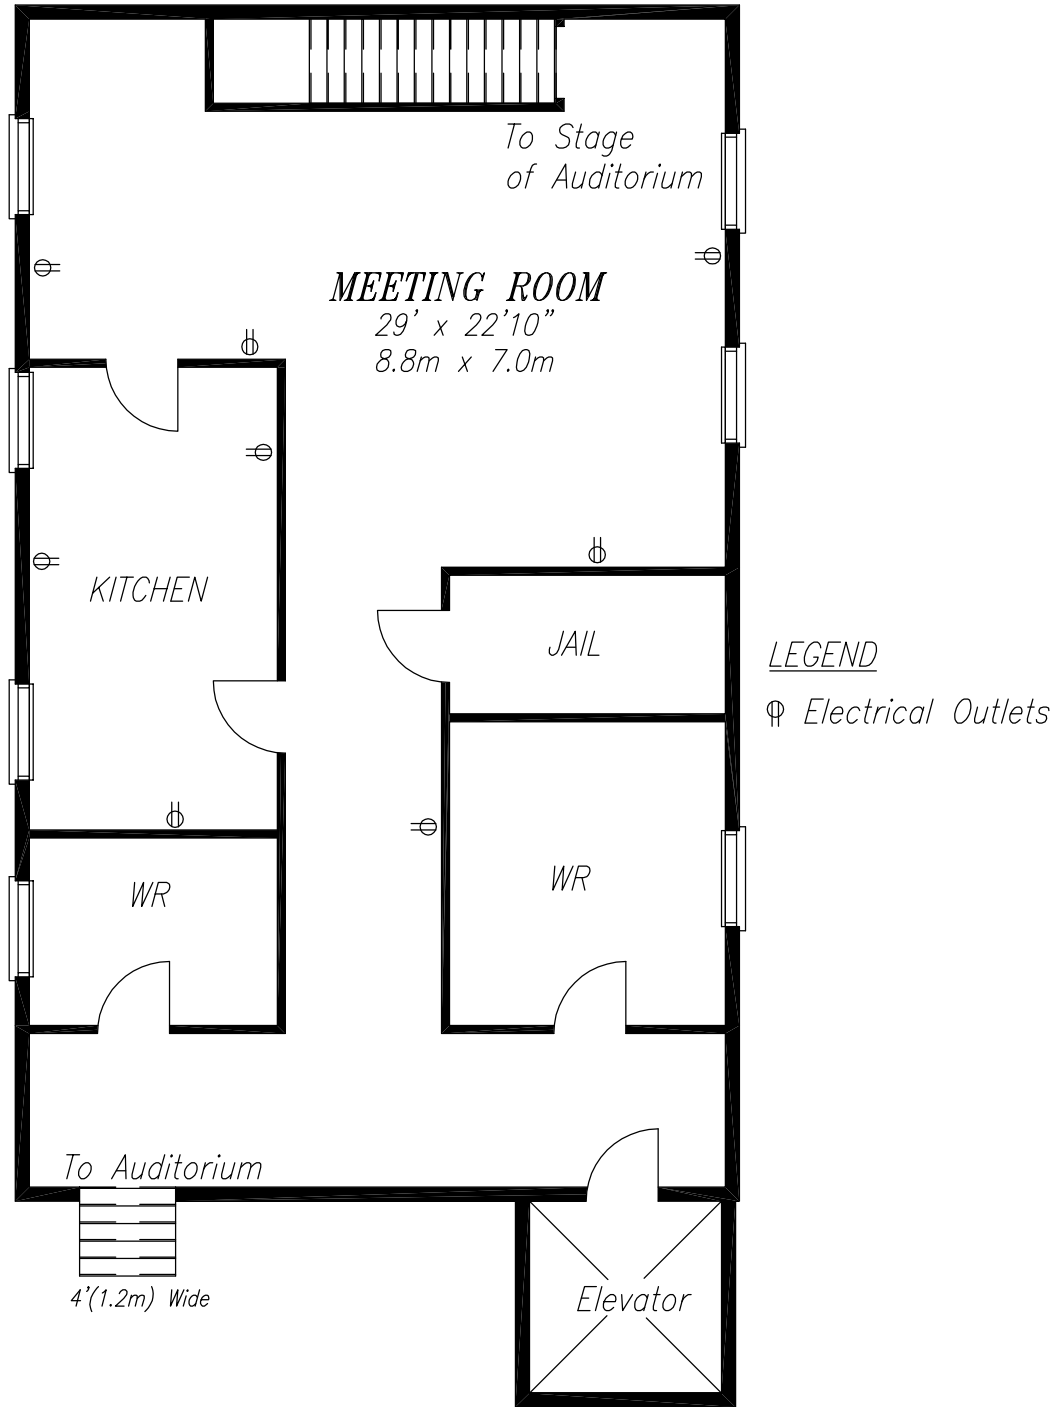 To Stage
of Auditorium
MEETING ROOM
29' x 22'10"
8.8m x 7.0m
KITCHEN
JAIL
LEGEND
Electrical Outlets
WR
WR
To Auditorium
4'(1.2m) Wide
Elevator